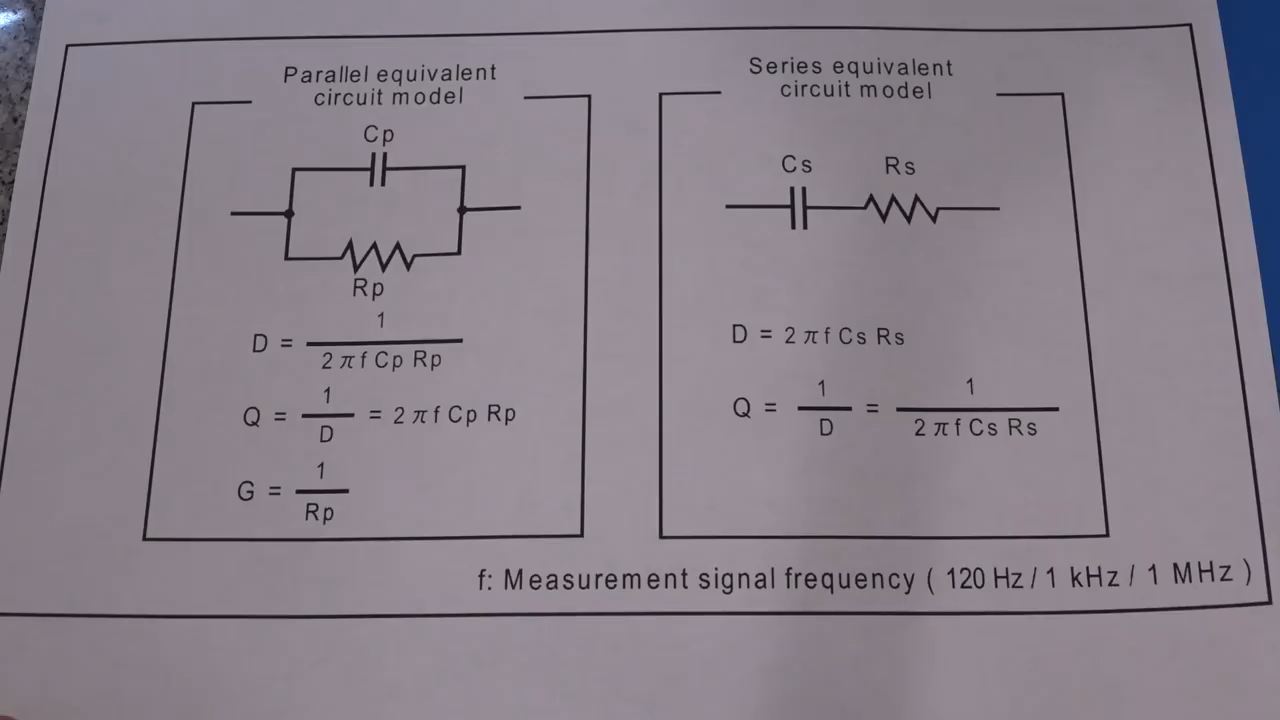 Parallel equivalent
circuit model
Cp
Rp
D = 1 / 2 π f Cp Rp
Q = 1 / D = 2 π f Cp Rp
G = 1 / Rp
Series equivalent
circuit model
Cs Rs
D = 2 π f Cs Rs
Q = 1 / D = 1 / 2 π f Cs Rs
f: Measurement signal frequency ( 120 Hz / 1 kHz / 1 MHz )